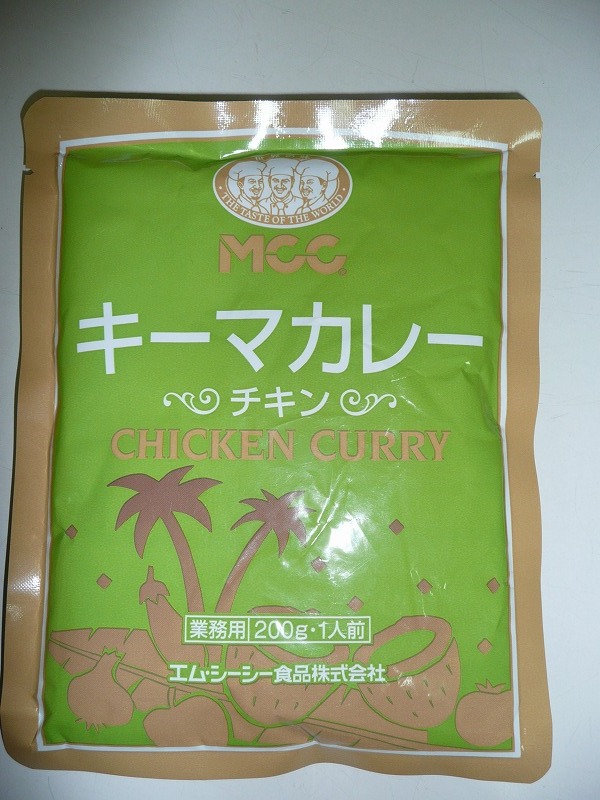 THE TASTE OF THE WORLD
MCC
キーマカレー
チキン
CHICKEN CURRY
業務用 200g・1人前
エム・シーシー食品株式会社